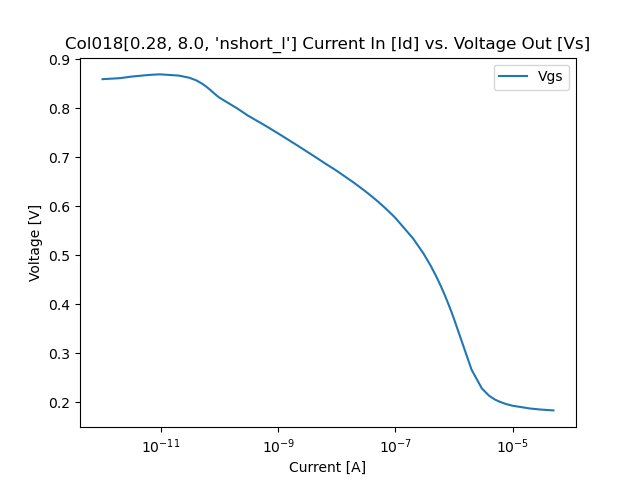 Col018[0.28, 8.0, 'nshort_l'] Current In [Id] vs. Voltage Out [Vs]
Vgs
Voltage [V]
0.9
0.8
0.7
0.6
0.5
0.4
0.3
0.2
10⁻¹¹ 10⁻⁹ 10⁻⁷ 10⁻⁵
Current [A]